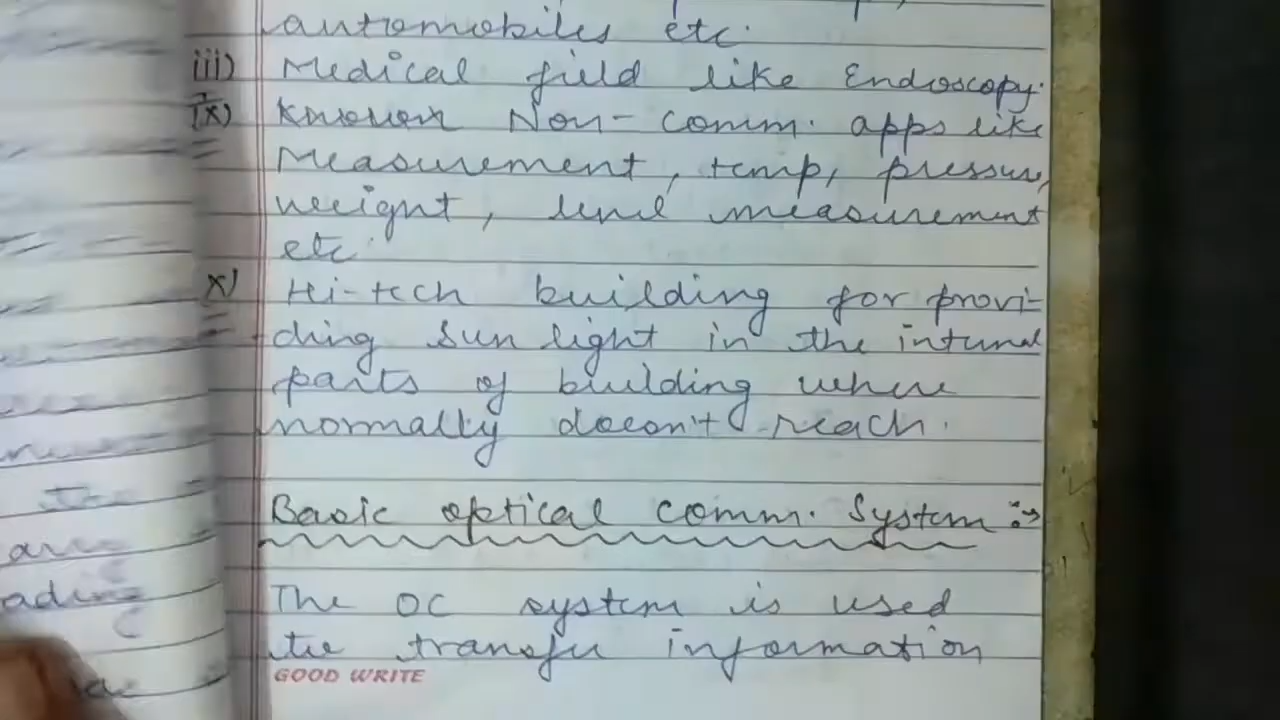 automobiles etc.
iii) Medical field like Endoscopy.
ix) Known Non-Comm. apps like
Measurement, temp, pressure,
weight, level measurement
etc.
x) Hi-tech building for provi-
ding sun light in the internal
parts of building where
normally doesn't reach.
Basic optical comm. System :→
The OC system is used
to transfer information
GOOD WRITE